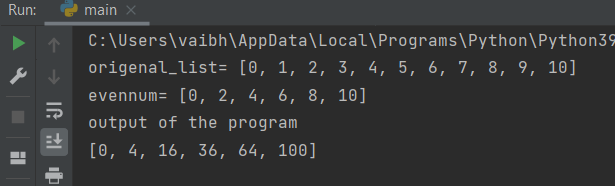 Run: main
C:\Users\vaibh\AppData\Local\Programs\Python\Python39
origenal_list= [0, 1, 2, 3, 4, 5, 6, 7, 8, 9, 10]
evennum= [0, 2, 4, 6, 8, 10]
output of the program
[0, 4, 16, 36, 64, 100]